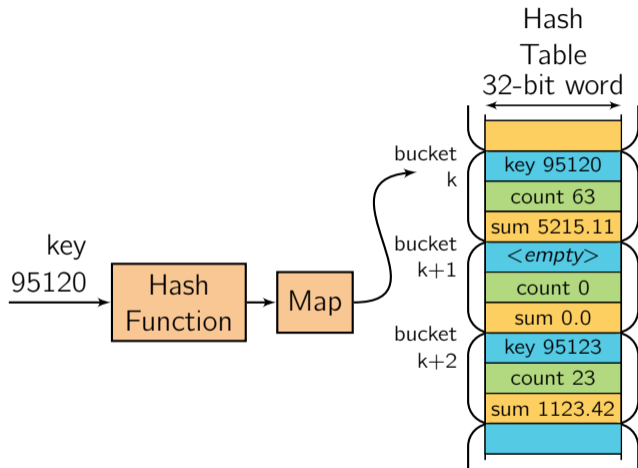 Hash
Table
32-bit word
key
95120
Hash
Function
Map
bucket
k
key 95120
count 63
sum 5215.11
bucket
k+1
<empty>
count 0
sum 0.0
bucket
k+2
key 95123
count 23
sum 1123.42